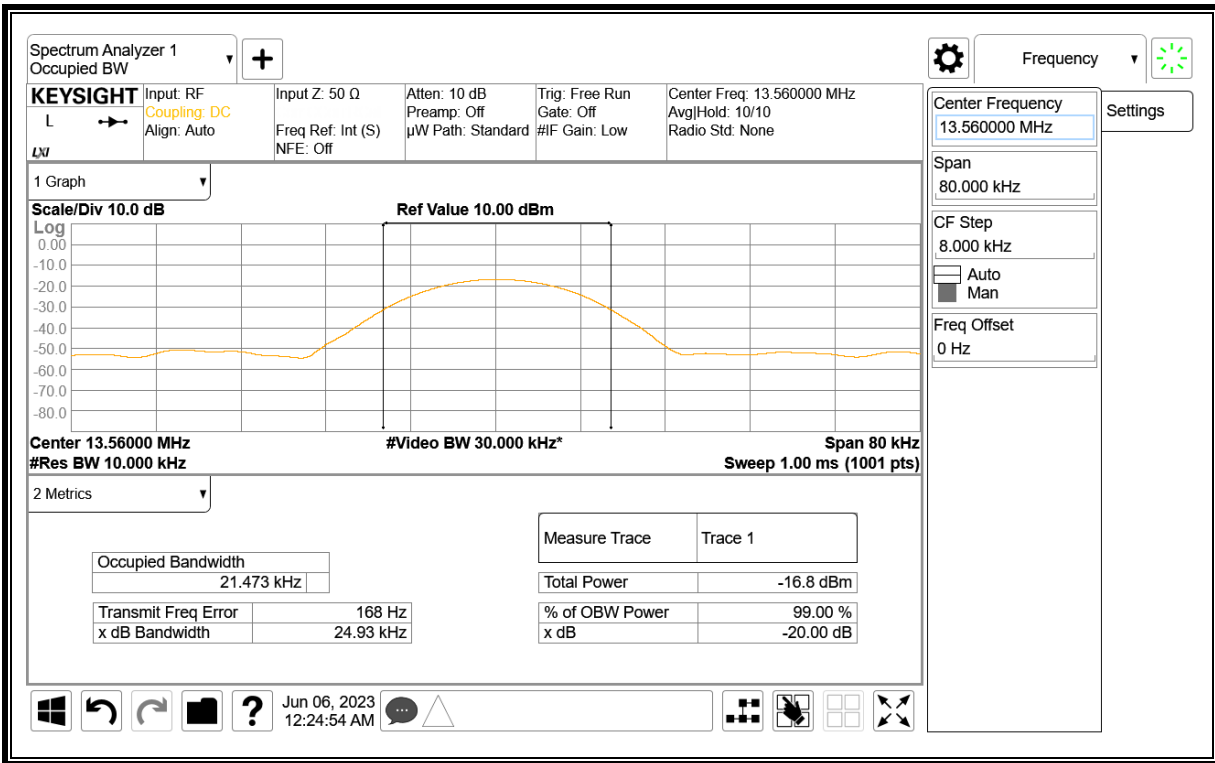 Spectrum Analyzer 1
Occupied BW
Frequency
KEYSIGHT
L
LXI
Input: RF
Coupling: DC
Align: Auto
Input Z: 50 Ω
Freq Ref: Int (S)
NFE: Off
Atten: 10 dB
Preamp: Off
µW Path: Standard
Trig: Free Run
Gate: Off
#IF Gain: Low
Center Freq: 13.560000 MHz
Avg|Hold: 10/10
Radio Std: None
Center Frequency
13.560000 MHz
Settings
Span
80.000 kHz
CF Step
8.000 kHz
Auto
Man
Freq Offset
0 Hz
1 Graph
Scale/Div 10.0 dB
Ref Value 10.00 dBm
Log
0.00
-10.0
-20.0
-30.0
-40.0
-50.0
-60.0
-70.0
-80.0
Center 13.56000 MHz
#Video BW 30.000 kHz*
Span 80 kHz
#Res BW 10.000 kHz
Sweep 1.00 ms (1001 pts)
2 Metrics
Measure Trace
Trace 1
Occupied Bandwidth
21.473 kHz
Total Power
-16.8 dBm
Transmit Freq Error
168 Hz
% of OBW Power
99.00 %
x dB Bandwidth
24.93 kHz
x dB
-20.00 dB
?
Jun 06, 2023
12:24:54 AM